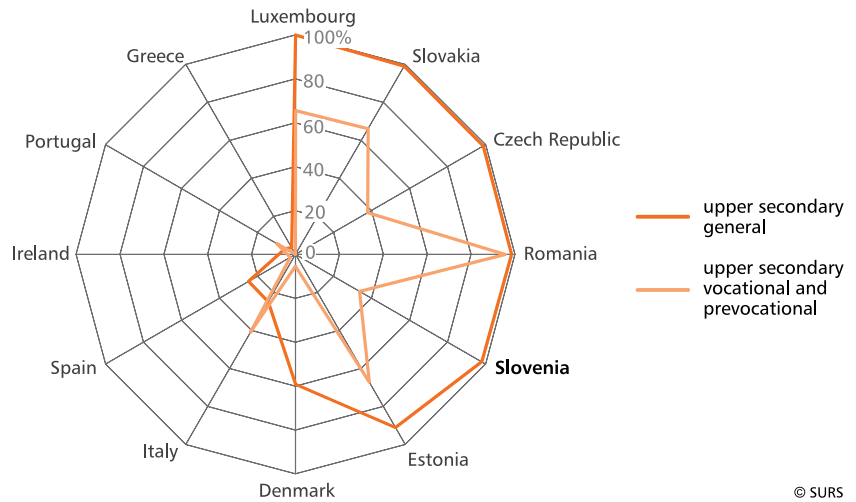 Luxembourg
100%
Greece
Slovakia
80
Portugal
60
Czech Republic
40
20
upper secondary
general
Ireland
0
Romania
upper secondary
vocational and
prevocational
Spain
Slovenia
Italy
Estonia
Denmark
© SURS